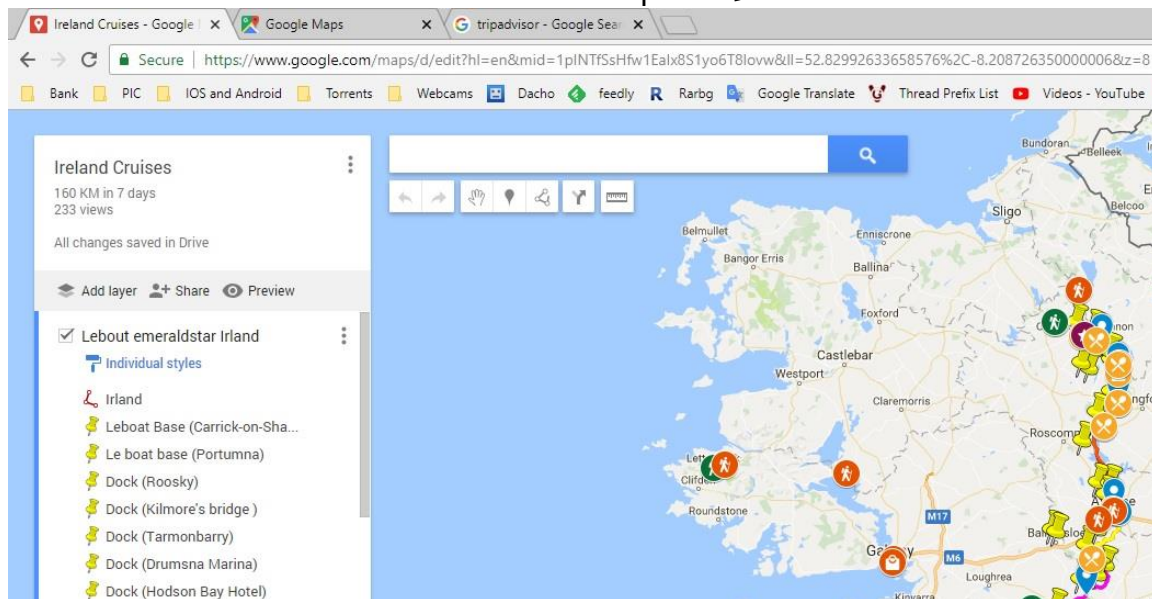 Ireland Cruises - Google
Google Maps
tripadvisor - Google Sear
Secure | https://www.google.com/maps/d/edit?hl=en&mid=1pINTfSsHfw1Ealx8S1yo6T8lovw&ll=52.82992633658576%2C-8.208726350000006&z=8
Bank PIC IOS and Android Torrents Webcams Dacho feedly R Rarbg Google Translate Thread Prefix List Videos - YouTube
Ireland Cruises
160 KM in 7 days
233 views
All changes saved in Drive
Add layer Share Preview
Lebout emeraldstar Irland
Individual styles
Irland
Leboat Base (Carrick-on-Sha...
Le boat base (Portumna)
Dock (Roosky)
Dock (Kilmore's bridge )
Dock (Tarmonbarry)
Dock (Drumsna Marina)
Dock (Hodson Bay Hotel)
Bundoran
Belleek
Belcoo
Sligo
Belmullet
Enniscrone
Bangor Erris
Ballina
Foxford
Castlebar
Westport
Claremorris
Roscomm
Clifden
Roundstone
M17
M6
Loughrea
Kinvarra